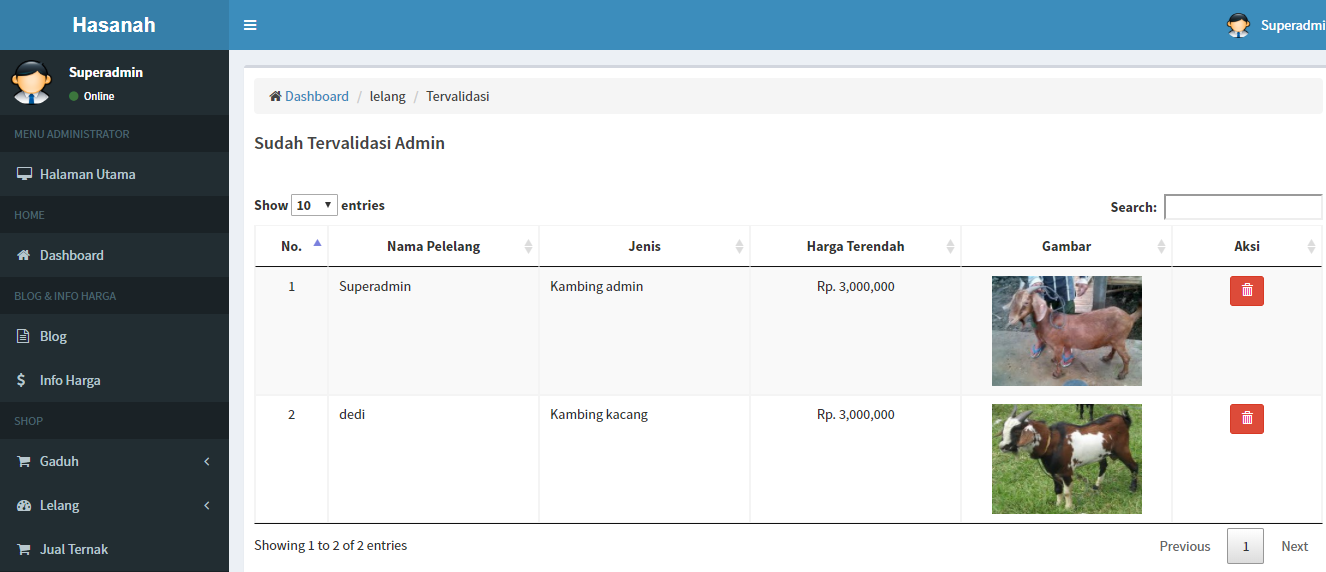 Hasanah
Superadmi
Superadmin
Online
MENU ADMINISTRATOR
Halaman Utama
HOME
Dashboard
BLOG & INFO HARGA
Blog
$ Info Harga
SHOP
Gaduh
Lelang
Jual Ternak
Dashboard / lelang / Tervalidasi
Sudah Tervalidasi Admin
Show 10 entries
Search:
No. Nama Pelelang Jenis Harga Terendah Gambar Aksi
1 Superadmin Kambing admin Rp. 3,000,000
2 dedi Kambing kacang Rp. 3,000,000
Showing 1 to 2 of 2 entries
Previous 1 Next